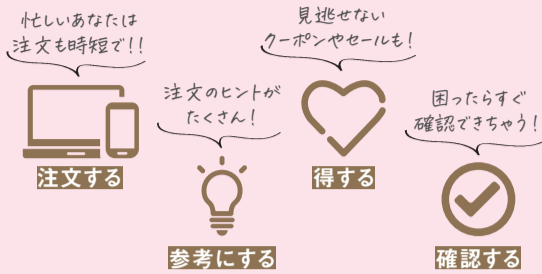 忙しいあなたは
注文も時短で!!
注文する
注文のヒントが
たくさん!
参考にする
見逃せない
クーポンやセールも!
得する
困ったらすぐ
確認できちゃう!
確認する